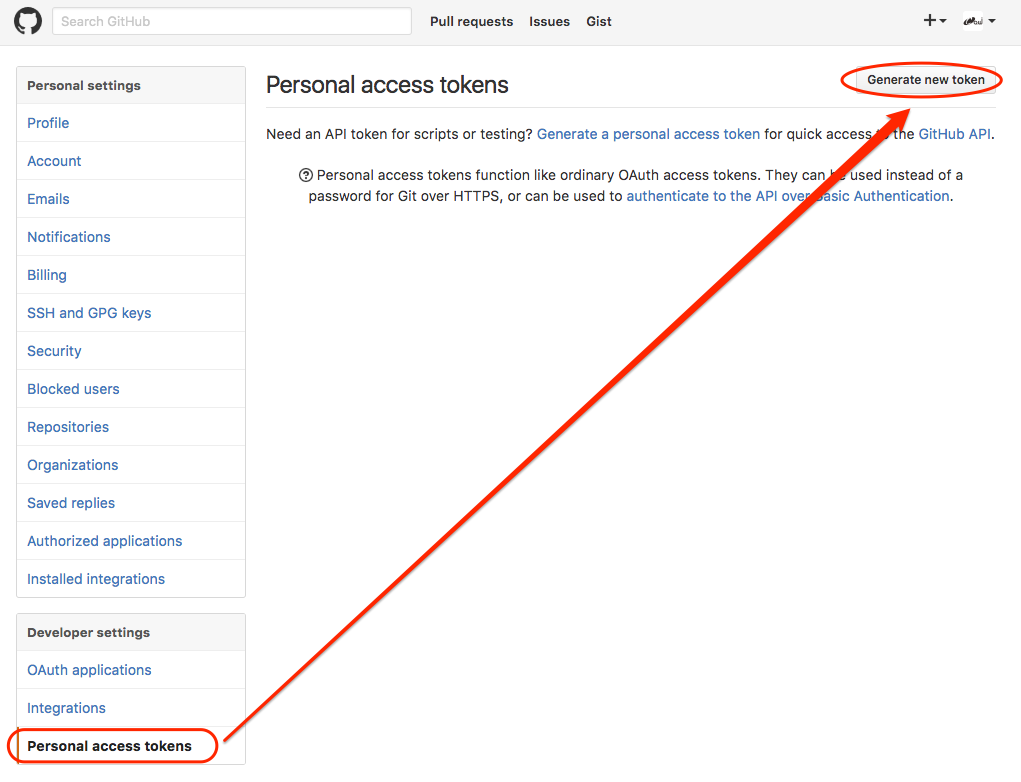 Search GitHub
Pull requests Issues Gist
Personal settings
Profile
Account
Emails
Notifications
Billing
SSH and GPG keys
Security
Blocked users
Repositories
Organizations
Saved replies
Authorized applications
Installed integrations
Developer settings
OAuth applications
Integrations
Personal access tokens
Personal access tokens
Generate new token
Need an API token for scripts or testing? Generate a personal access token for quick access to the GitHub API.
Personal access tokens function like ordinary OAuth access tokens. They can be used instead of a
password for Git over HTTPS, or can be used to authenticate to the API over Basic Authentication.